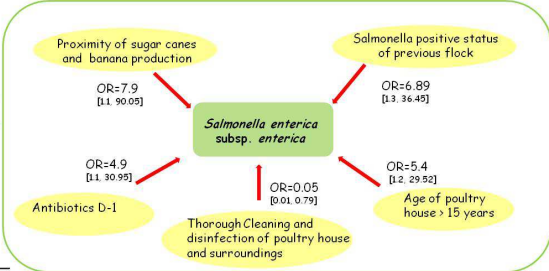 Proximity of sugar canes
and banana production
Salmonella positive status
of previous flock
OR=7.9
[1.1, 90.05]
OR=6.89
[1.3, 36.45]
Salmonella enterica
subsp. enterica
OR=4.9
[1.1, 30.95]
OR=0.05
[0.01, 0.79]
OR=5.4
[1.2, 29.52]
Antibiotics D-1
Thorough Cleaning and
disinfection of poultry house
and surroundings
Age of poultry
house > 15 years